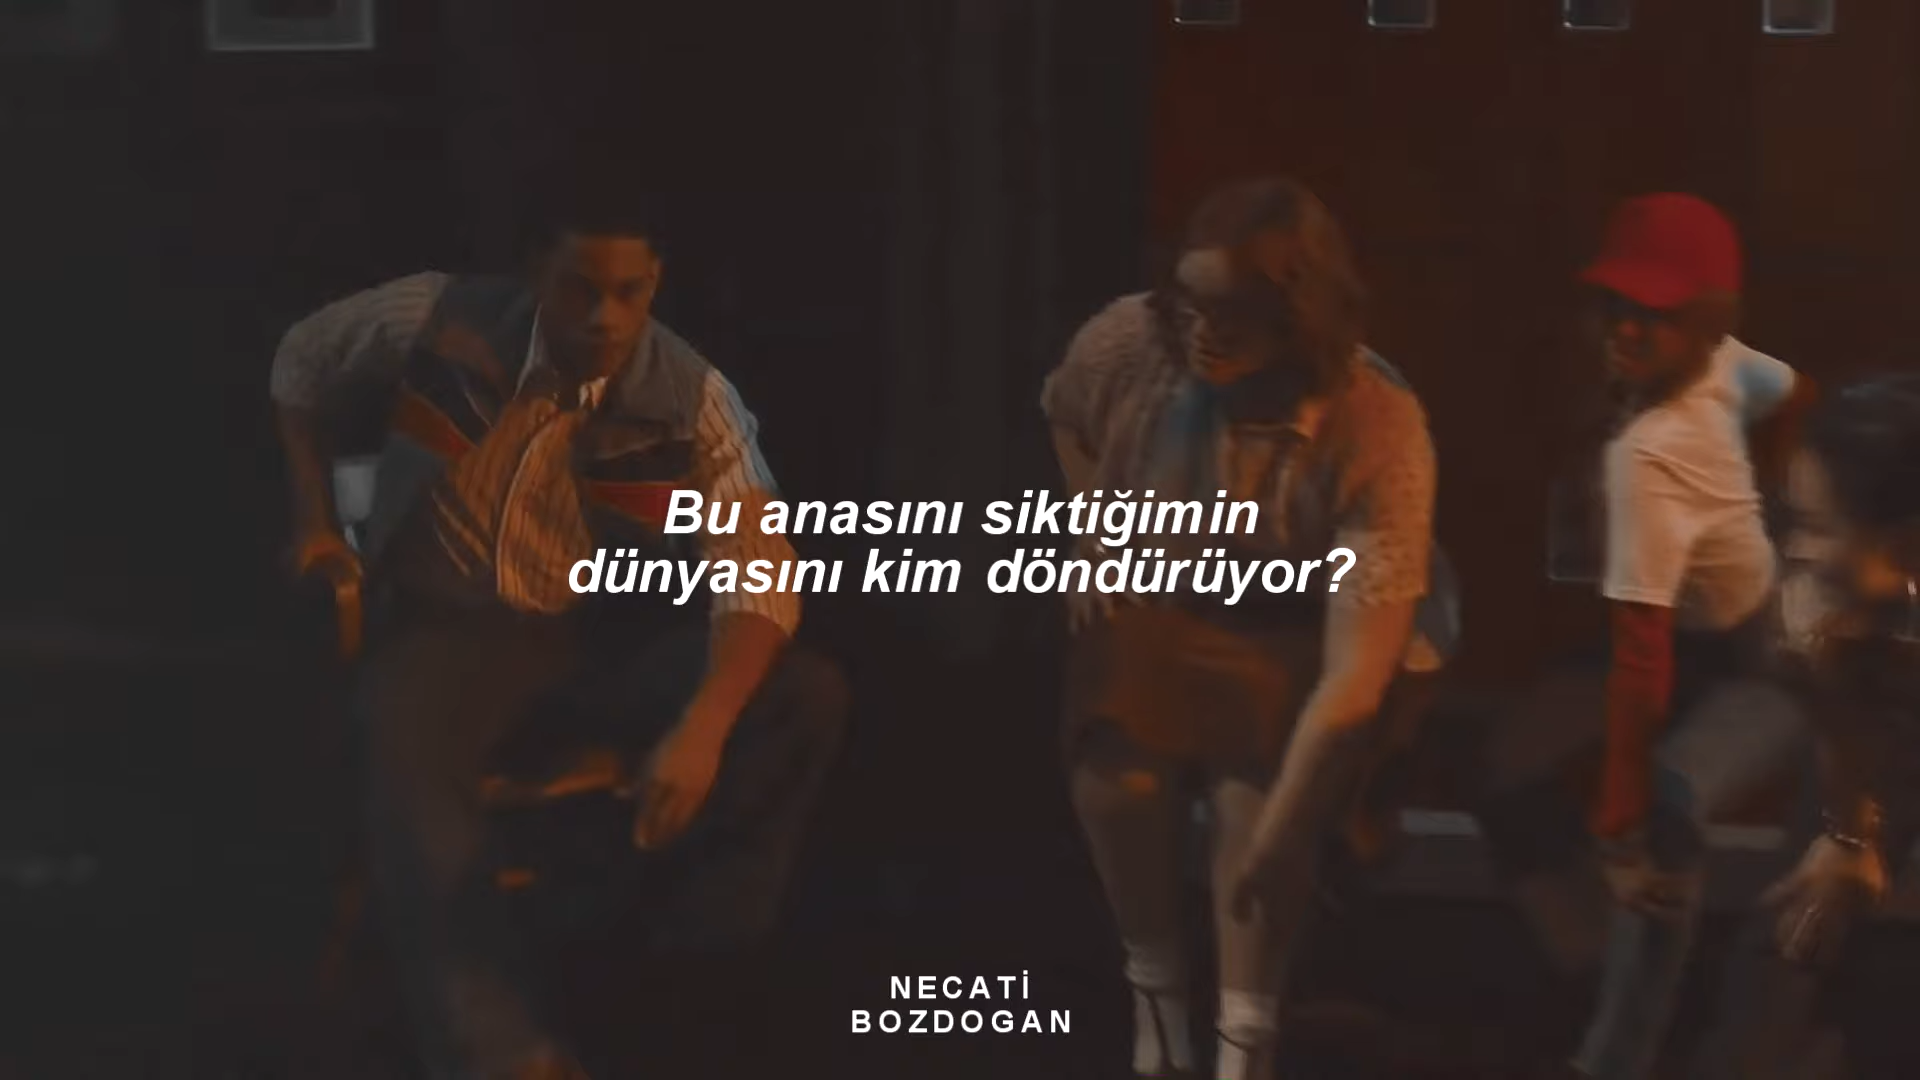 Bu anasını siktiğimin
dünyasını kim döndürüyor?
NECATİ
BOZDOGAN